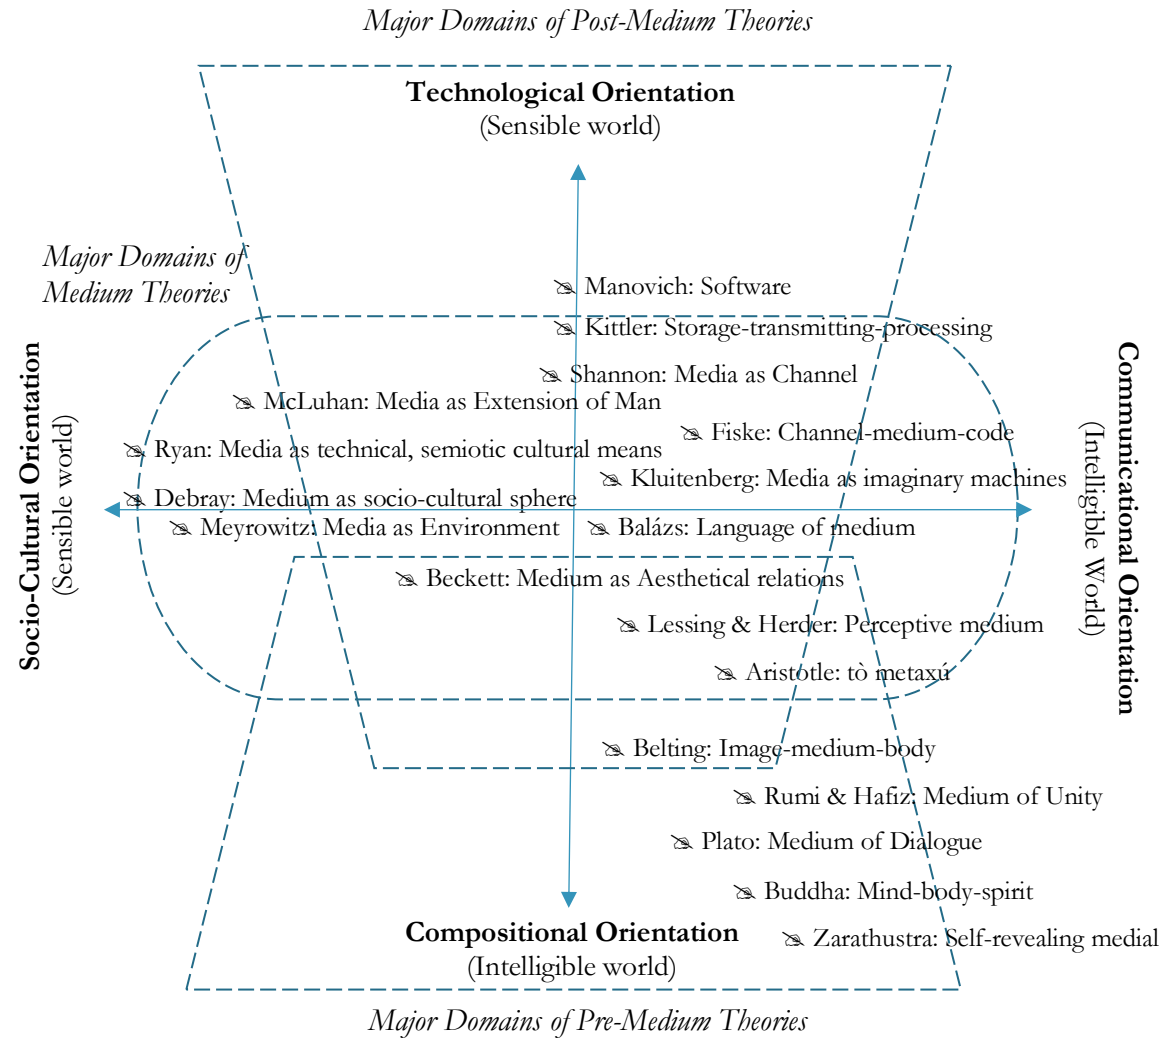 Major Domains of Post-Medium Theories
Technological Orientation
(Sensible world)
Major Domains of
Medium Theories
Manovich: Software
Kittler: Storage-transmitting-processing
Shannon: Media as Channel
McLuhan: Media as Extension of Man
Fiske: Channel-medium-code
Ryan: Media as technical, semiotic cultural means
Kluitenberg: Media as imaginary machines
Debray: Medium as socio-cultural sphere
Meyrowitz: Media as Environment
Balázs: Language of medium
Socio-Cultural Orientation
(Sensible world)
Communicational Orientation
(Intelligible World)
Beckett: Medium as Aesthetical relations
Lessing & Herder: Perceptive medium
Aristotle: tò metaxú
Belting: Image-medium-body
Rumi & Hafiz: Medium of Unity
Plato: Medium of Dialogue
Buddha: Mind-body-spirit
Compositional Orientation
(Intelligible world)
Zarathustra: Self-revealing medial
Major Domains of Pre-Medium Theories